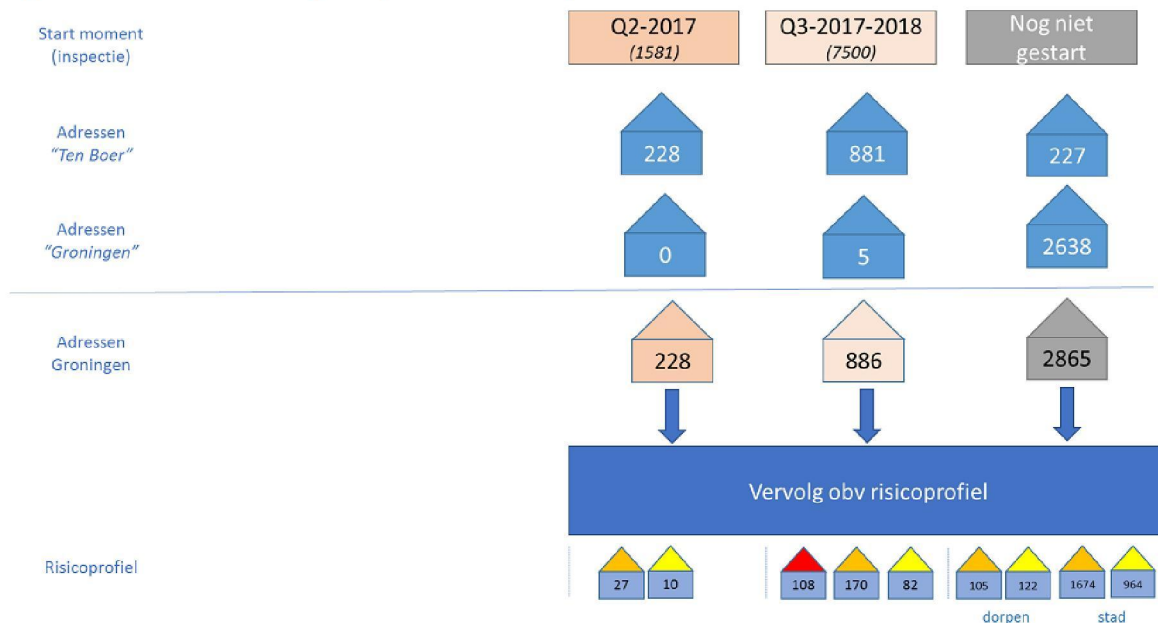 Start moment
(inspectie)
Q2-2017
(1581)
Q3-2017-2018
(7500)
Nog niet
gestart
Adressen
"Ten Boer"
228
881
227
Adressen
"Groningen"
0
5
2638
Adressen
Groningen
228
886
2865
Vervolg obv risicoprofiel
Risicoprofiel
27
10
108
170
82
105
122
1674
964
dorpen
stad